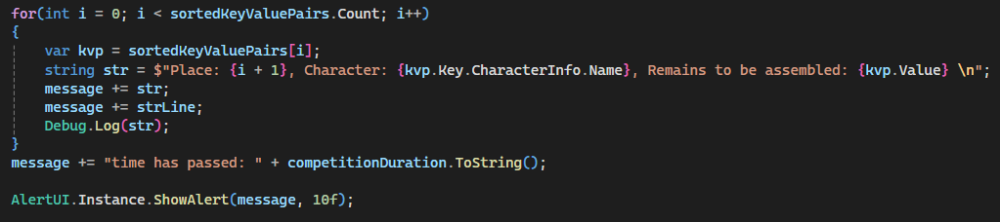 for(int i = 0; i < sortedKeyValuePairs.Count; i++)
{
    var kvp = sortedKeyValuePairs[i];
    string str = $"Place: {i + 1}, Character: {kvp.Key.CharacterInfo.Name}, Remains to be assembled: {kvp.Value} \n";
    message += str;
    message += strLine;
    Debug.Log(str);
}
message += "time has passed: " + competitionDuration.ToString();

AlertUI.Instance.ShowAlert(message, 10f);